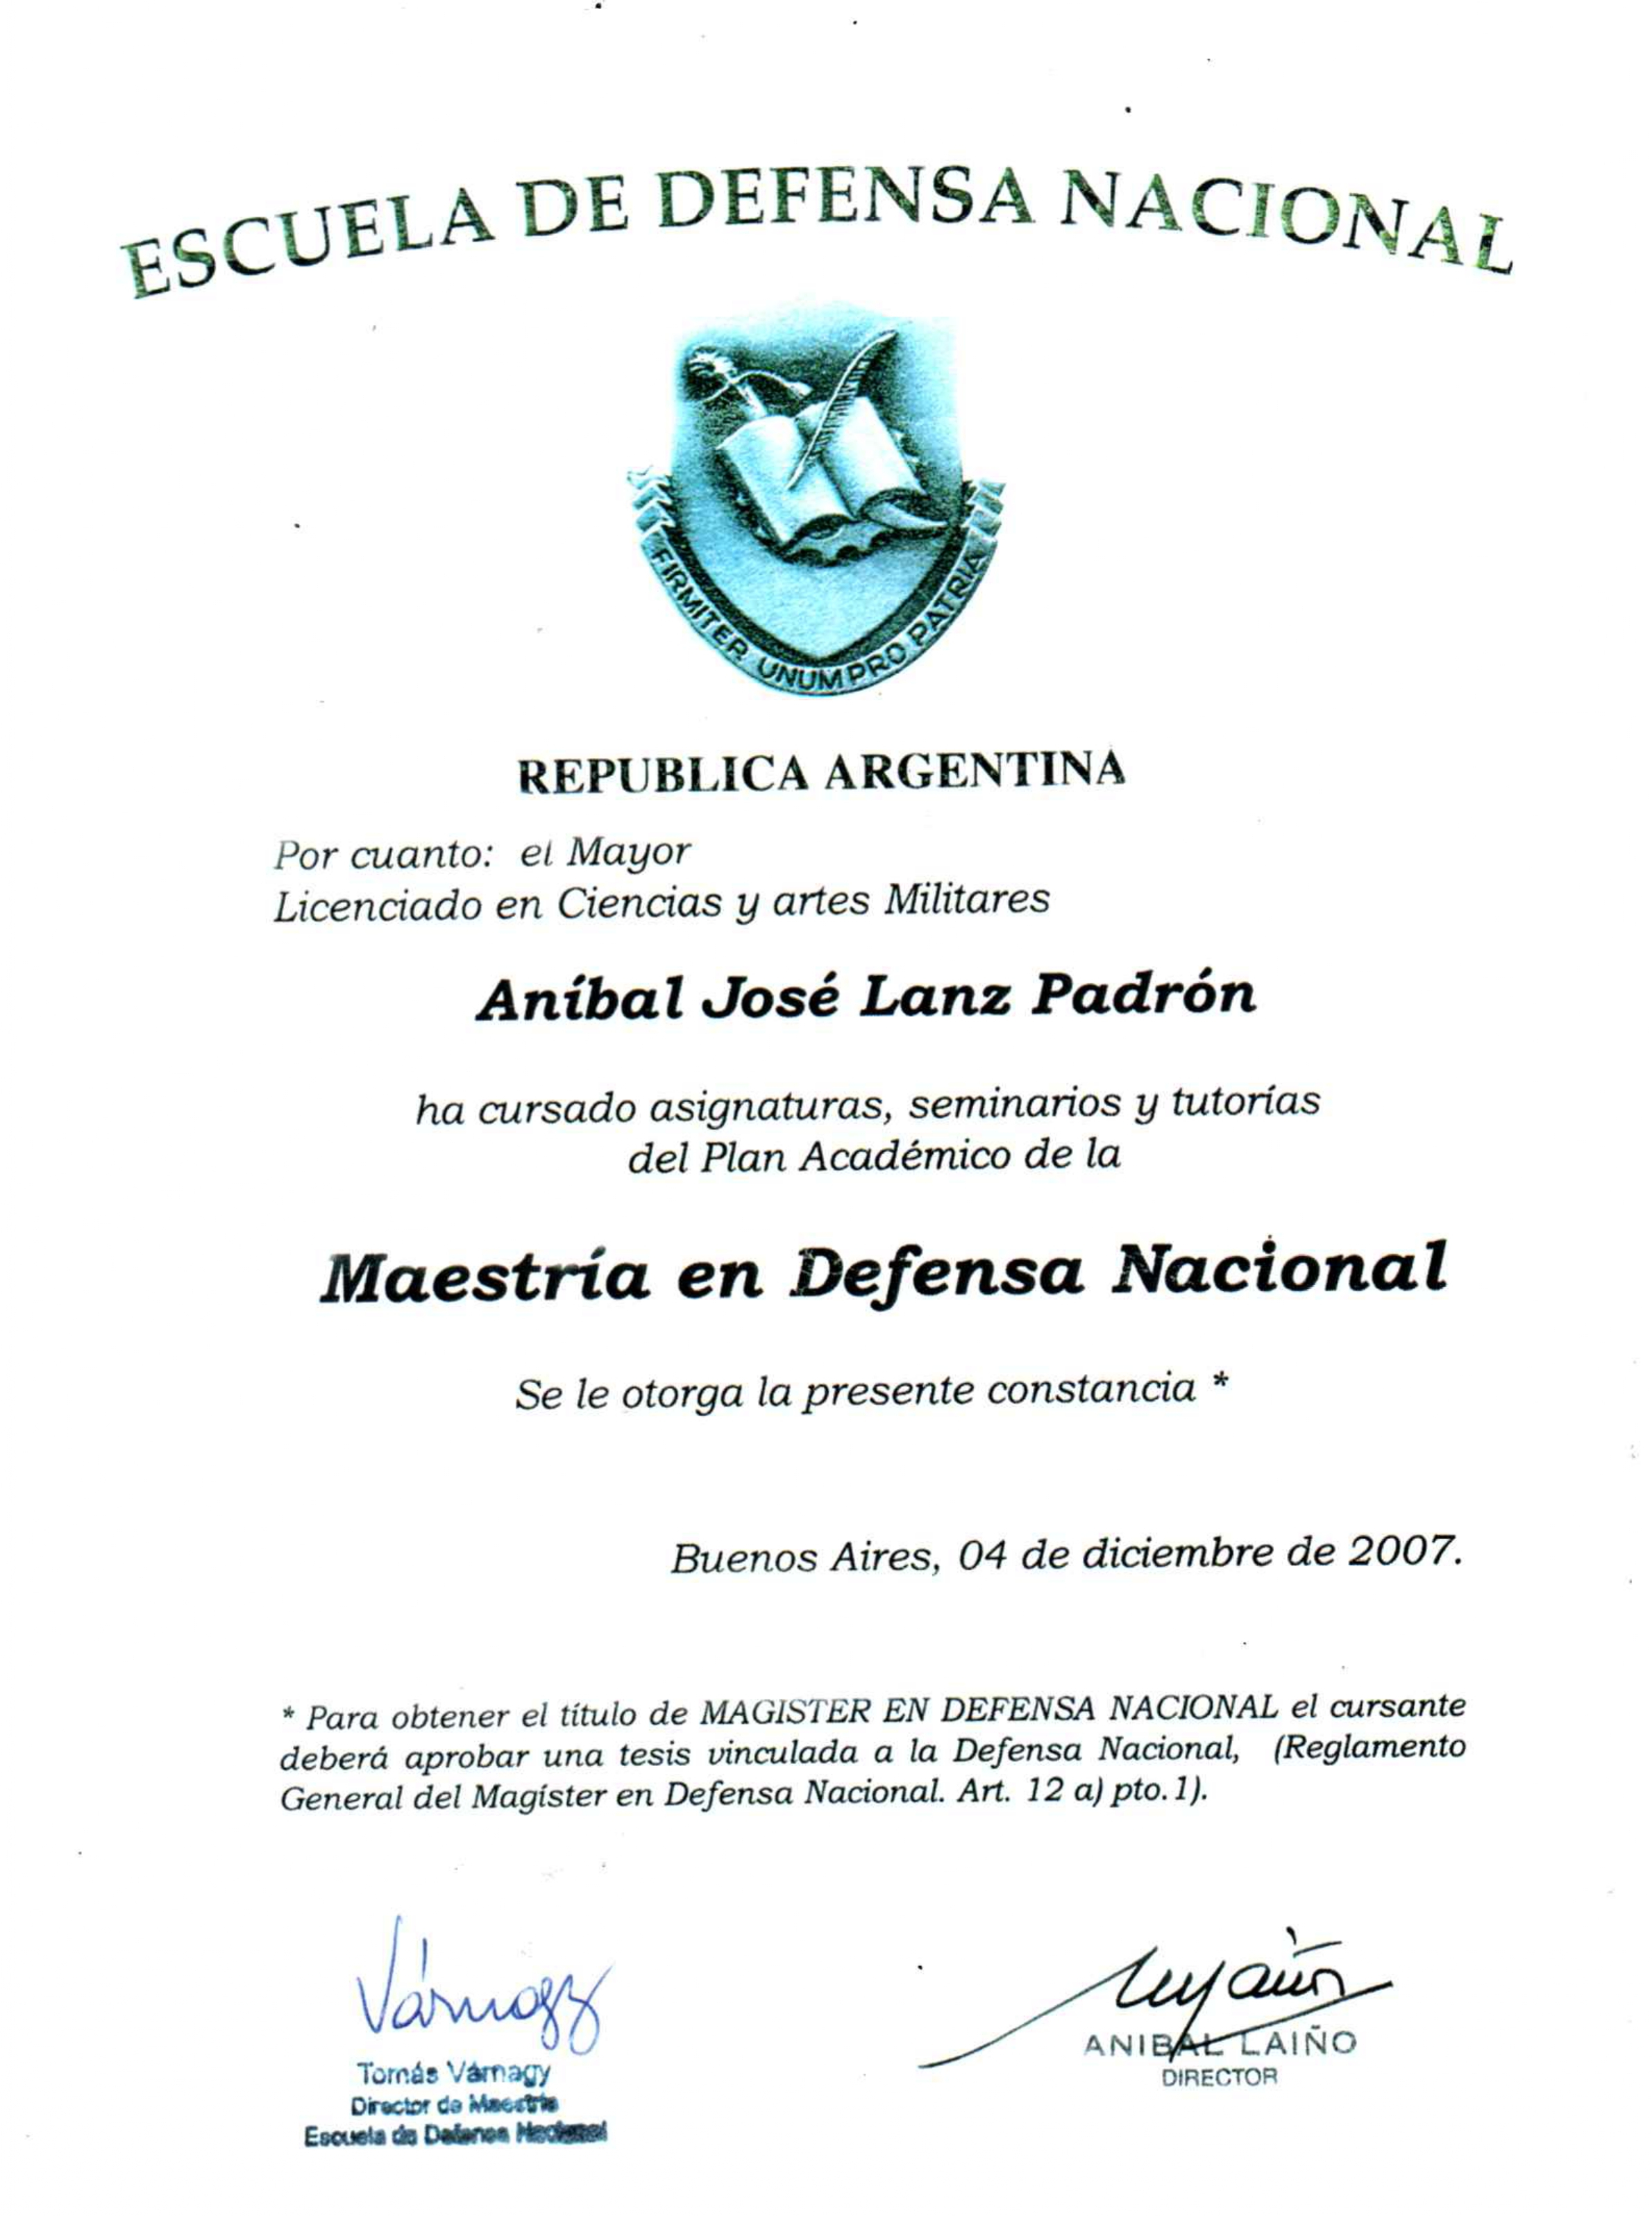 ESCUELA DE DEFENSA NACIONAL
FIRMITER UNUM PRO PATRIA
REPUBLICA ARGENTINA
Por cuanto: el Mayor
Licenciado en Ciencias y artes Militares
Aníbal José Lanz Padrón
ha cursado asignaturas, seminarios y tutorías
del Plan Académico de la
Maestría en Defensa Nacional
Se le otorga la presente constancia *
Buenos Aires, 04 de diciembre de 2007.
* Para obtener el título de MAGISTER EN DEFENSA NACIONAL el cursante
deberá aprobar una tesis vinculada a la Defensa Nacional, (Reglamento
General del Magíster en Defensa Nacional. Art. 12 a) pto.1).
Várnagy
Tomás Várnagy
Director de Maestría
Escuela de Defensa Nacional
ANIBAL LAIÑO
DIRECTOR